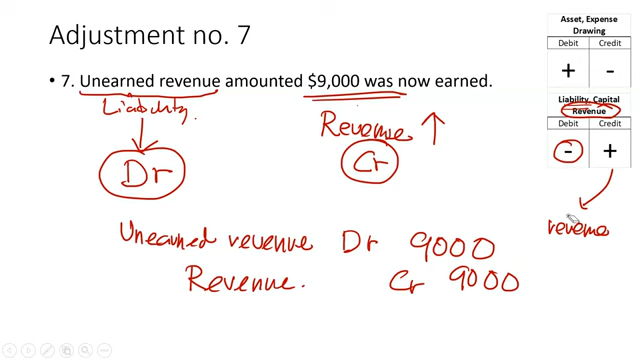 Adjustment no. 7
• 7. Unearned revenue amounted $9,000 was now earned.
Liability.
Dr
Revenue ↑
Cr
Unearned revenue Dr 9000
Revenue. Cr 9000
Asset, Expense
Drawing
Debit Credit
+ -
Liability, Capital
Revenue
Debit Credit
- +
revenue